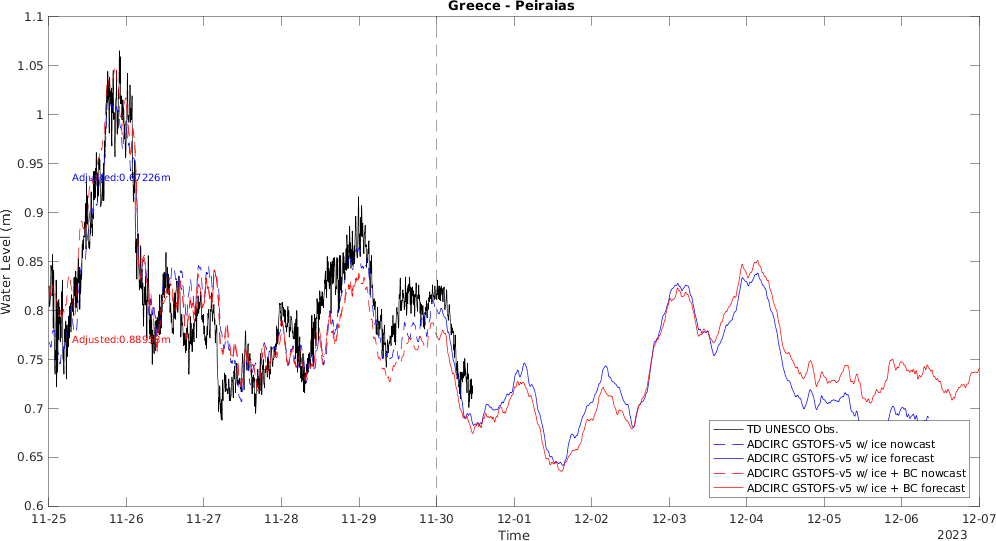 Greece - Peiraias
1.1
1.05
1
0.95
0.9
0.85
0.8
0.75
0.7
0.65
0.6
Water Level (m)
Adjusted:0.67226m
TD UNESCO Obs.
ADCIRC GSTOFS-v5 w/ ice nowcast
ADCIRC GSTOFS-v5 w/ ice forecast
ADCIRC GSTOFS-v5 w/ ice + BC nowcast
ADCIRC GSTOFS-v5 w/ ice + BC forecast
11-25 11-26 11-27 11-28 11-29 11-30 12-01 12-02 12-03 12-04 12-05 12-06 12-07
Time
2023